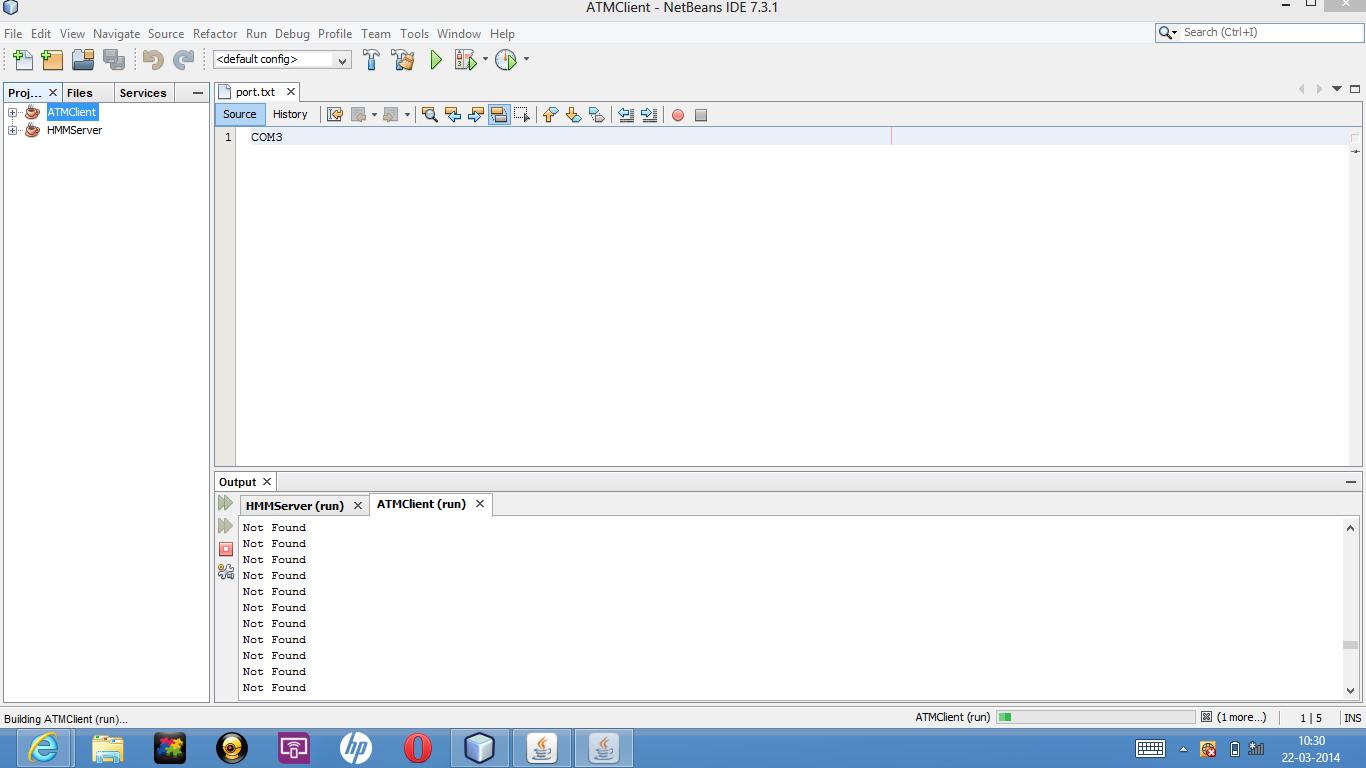 ATMClient - NetBeans IDE 7.3.1
File Edit View Navigate Source Refactor Run Debug Profile Team Tools Window Help
Search (Ctrl+I)
<default config>
Proj... Files Services
port.txt
ATMClient
HMMServer
Source History
1 COM3
Output
HMMServer (run) ATMClient (run)
Not Found
Not Found
Not Found
Not Found
Not Found
Not Found
Not Found
Not Found
Not Found
Not Found
Not Found
Building ATMClient (run)... ATMClient (run) (1 more...) 1 | 5 INS
hp
10:30
22-03-2014